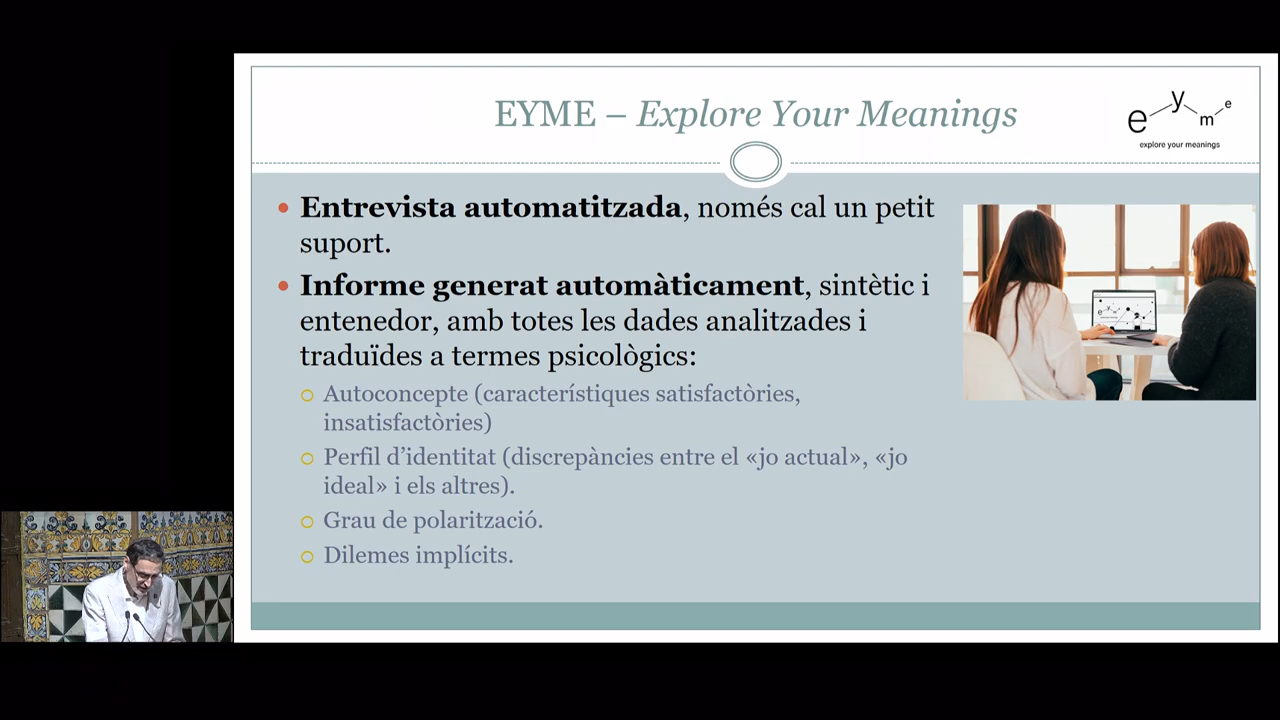 EYME – Explore Your Meanings
e y m e
explore your meanings
Entrevista automatitzada, només cal un petit
suport.
Informe generat automàticament, sintètic i
entenedor, amb totes les dades analitzades i
traduïdes a termes psicològics:
Autoconcepte (característiques satisfactòries,
insatisfactòries)
Perfil d’identitat (discrepàncies entre el «jo actual», «jo
ideal» i els altres).
Grau de polarització.
Dilemes implícits.